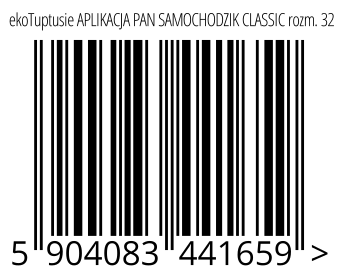 ekoTuptusie APLIKACJA PAN SAMOCHODZIK CLASSIC rozm. 32
5 904083 441659 >